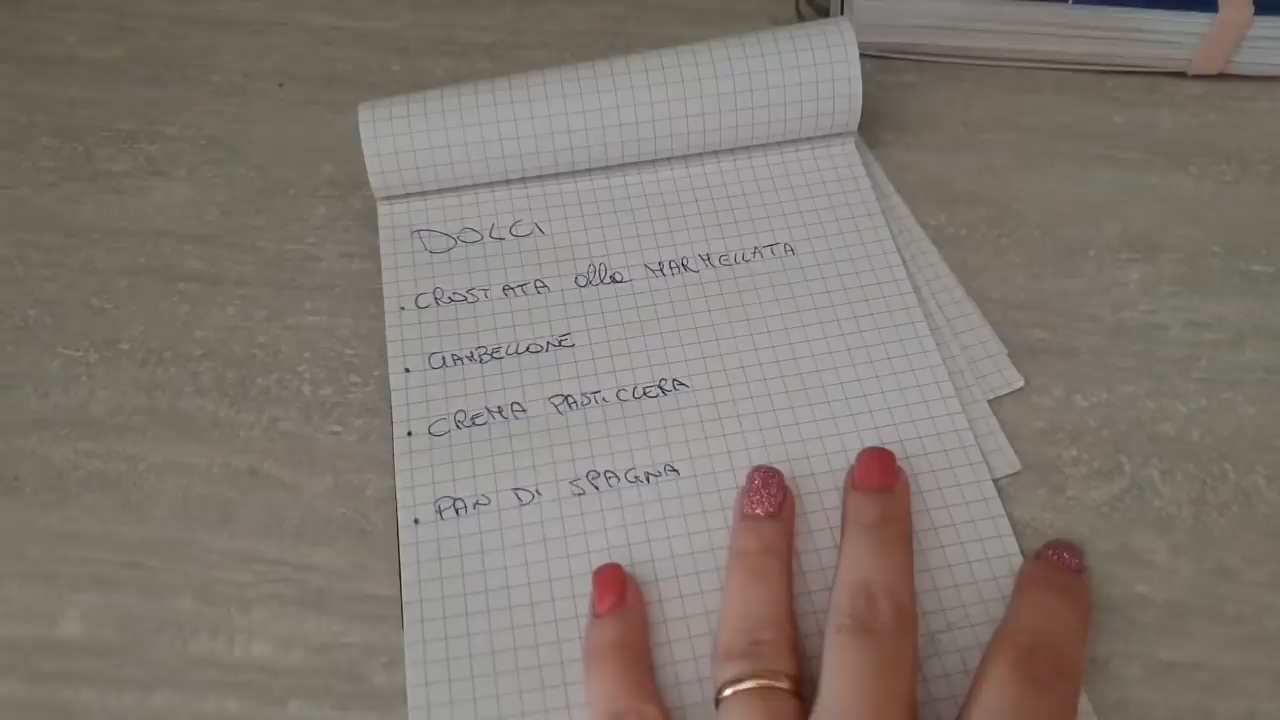 DOLCI
. CROSTATA alla MARMELLATA
. CIAMBELLONE
. CREMA PASTICCERA
. PAN DI SPAGNA